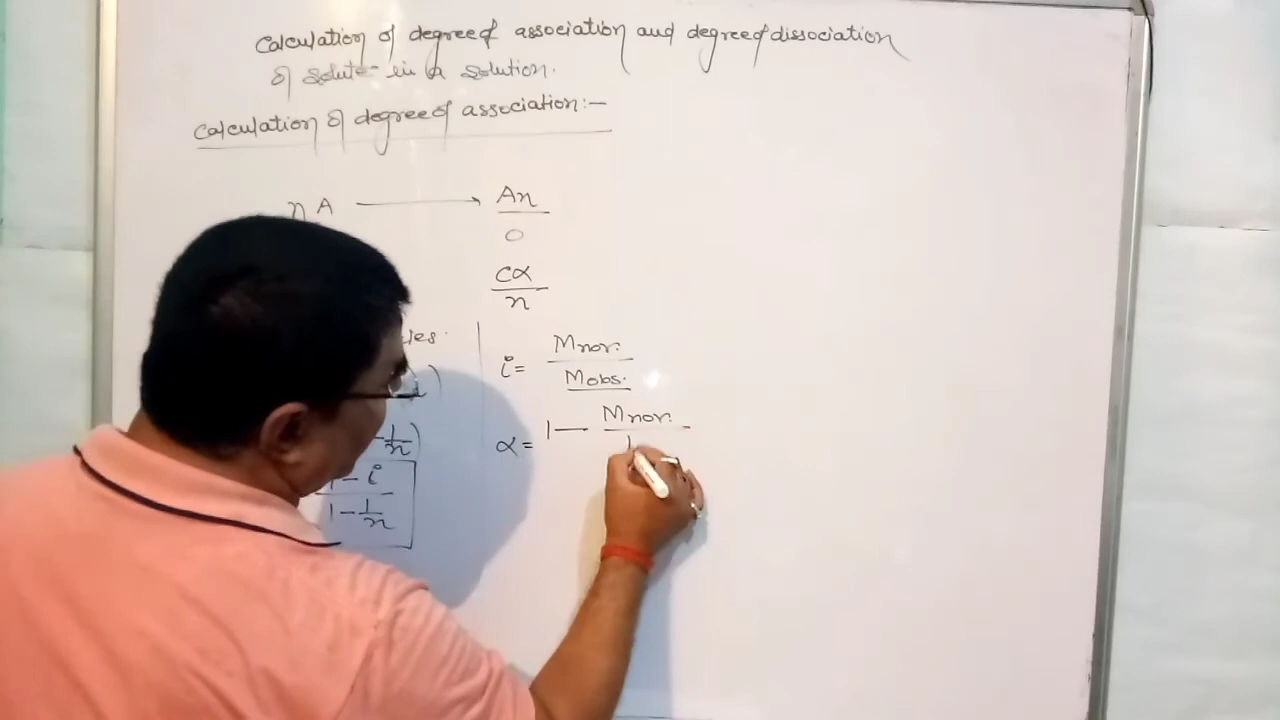 Calculation of degree of association and degree of dissociation
of solute in a solution.
Calculation of degree of association:—
n A ⟶ An
0
Cα
n
i = Mnor.
Mobs.
α = 1 — Mnor.
- 1/n)
1 - i
1 - 1/n